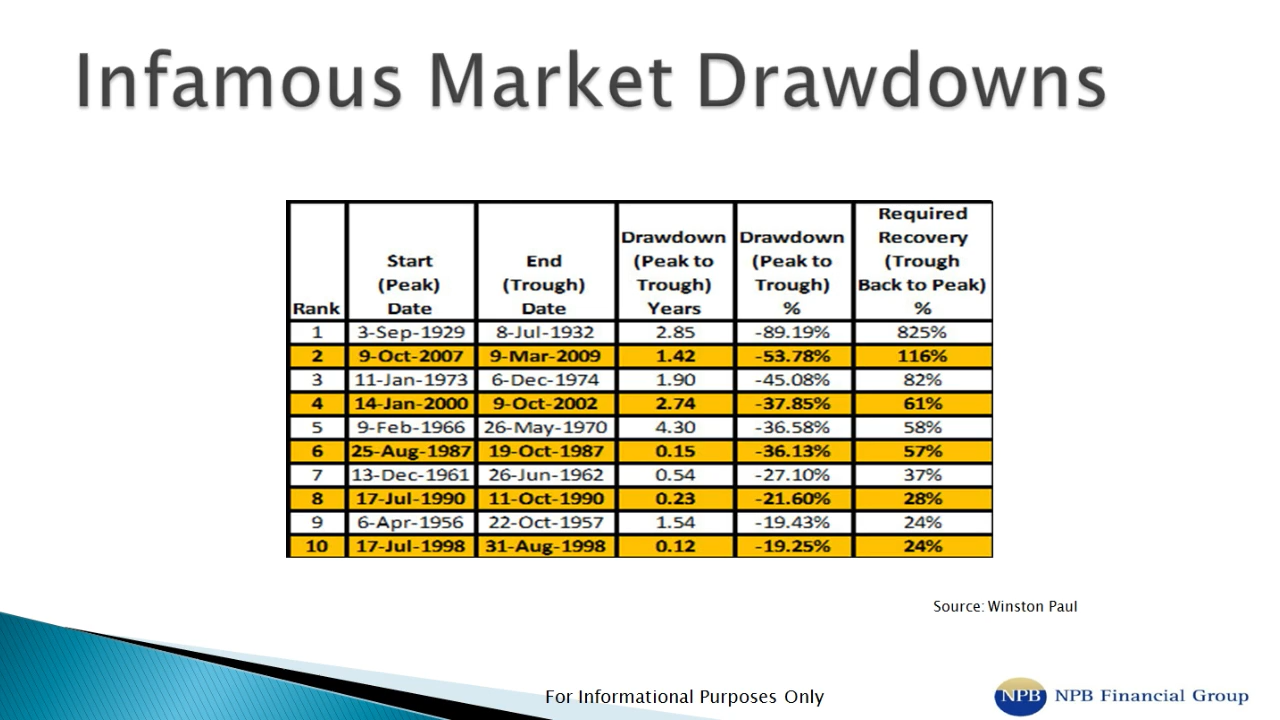 Infamous Market Drawdowns
Rank Start (Peak) Date End (Trough) Date Drawdown (Peak to Trough) Years Drawdown (Peak to Trough) % Required Recovery (Trough Back to Peak) %
1 3-Sep-1929 8-Jul-1932 2.85 -89.19% 825%
2 9-Oct-2007 9-Mar-2009 1.42 -53.78% 116%
3 11-Jan-1973 6-Dec-1974 1.90 -45.08% 82%
4 14-Jan-2000 9-Oct-2002 2.74 -37.85% 61%
5 9-Feb-1966 26-May-1970 4.30 -36.58% 58%
6 25-Aug-1987 19-Oct-1987 0.15 -36.13% 57%
7 13-Dec-1961 26-Jun-1962 0.54 -27.10% 37%
8 17-Jul-1990 11-Oct-1990 0.23 -21.60% 28%
9 6-Apr-1956 22-Oct-1957 1.54 -19.43% 24%
10 17-Jul-1998 31-Aug-1998 0.12 -19.25% 24%
Source: Winston Paul
For Informational Purposes Only
NPB NPB Financial Group